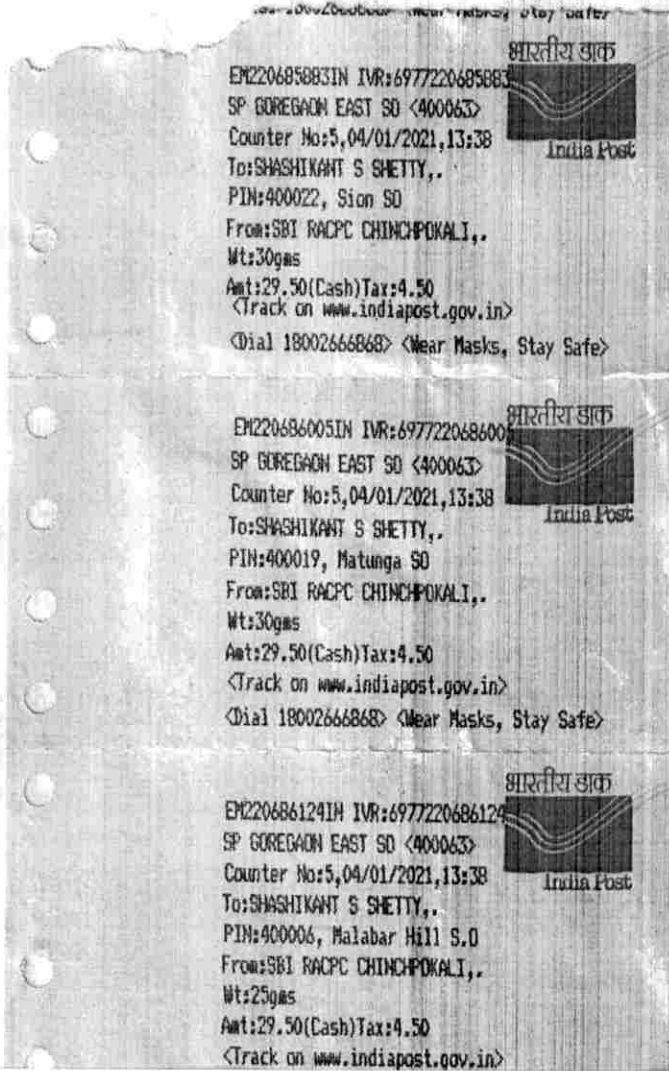 18002666868> <Wear Masks, Stay Safe>
भारतीय डाक
EM220685883IN IVR:6977220685883
SP GOREGAON EAST SO <400063>
Counter No:5,04/01/2021,13:38
India Post
To:SHASHIKANT S SHETTY,.
PIN:400022, Sion SO
From:SBI RACPC CHINCHPOKALI,.
Wt:30gms
Amt:29.50(Cash)Tax:4.50
<Track on www.indiapost.gov.in>
<Dial 18002666868> <Wear Masks, Stay Safe>
भारतीय डाक
EM220686005IN IVR:6977220686005
SP GOREGAON EAST SO <400063>
Counter No:5,04/01/2021,13:38
India Post
To:SHASHIKANT S SHETTY,.
PIN:400019, Matunga SO
From:SBI RACPC CHINCHPOKALI,.
Wt:30gms
Amt:29.50(Cash)Tax:4.50
<Track on www.indiapost.gov.in>
<Dial 18002666868> <Wear Masks, Stay Safe>
भारतीय डाक
EM220686124IN IVR:6977220686124
SP GOREGAON EAST SO <400063>
Counter No:5,04/01/2021,13:38
India Post
To:SHASHIKANT S SHETTY,.
PIN:400006, Malabar Hill S.O
From:SBI RACPC CHINCHPOKALI,.
Wt:25gms
Amt:29.50(Cash)Tax:4.50
<Track on www.indiapost.gov.in>